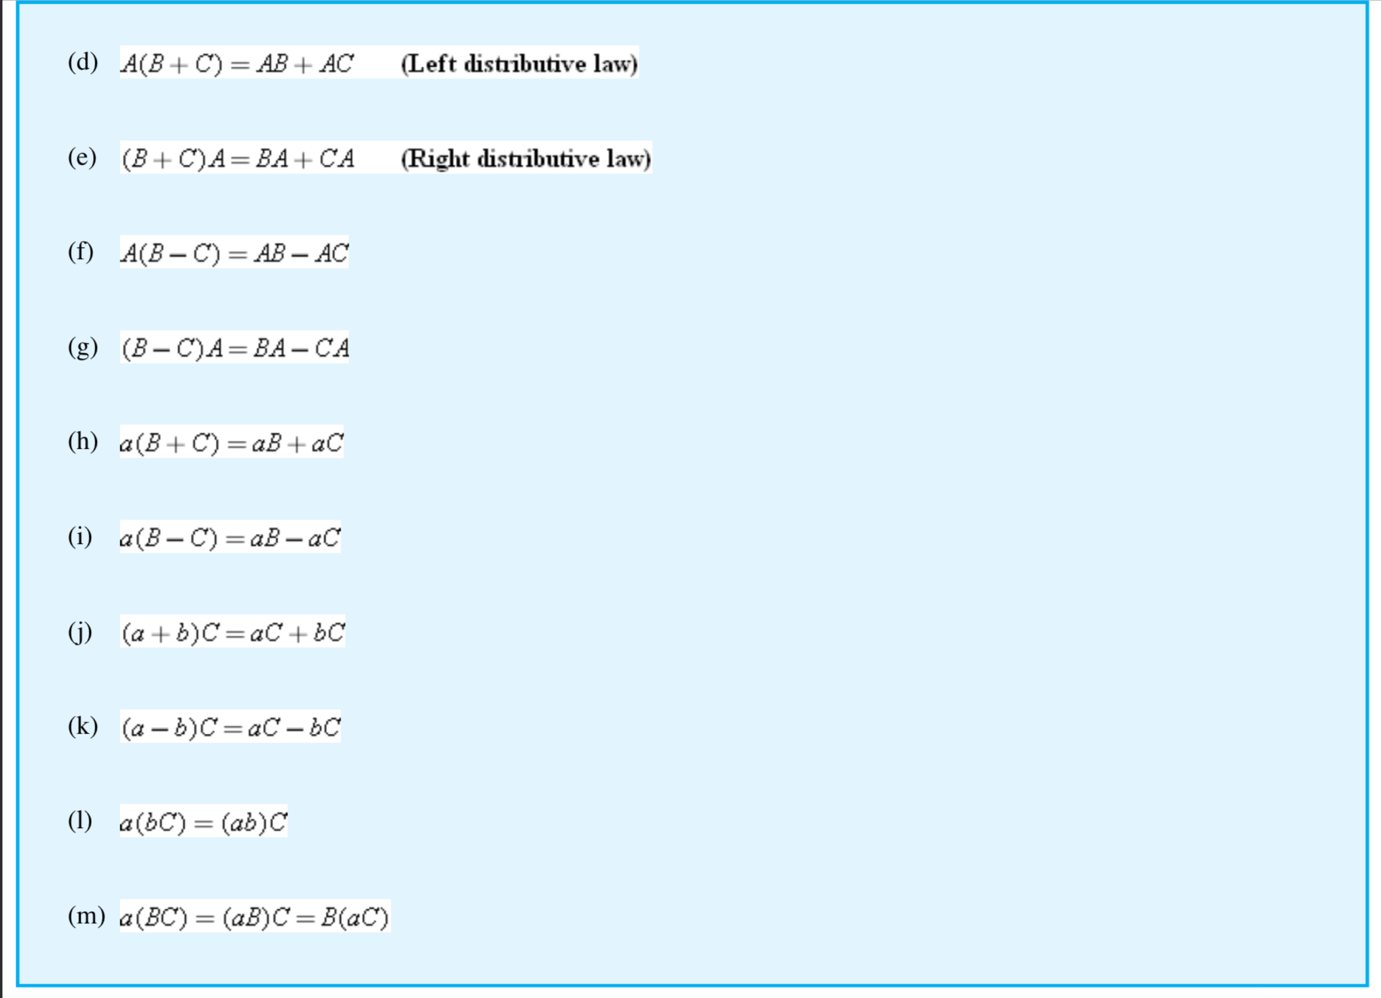 (d) A(B + C) = AB + AC (Left distributive law)
(e) (B + C)A = BA + CA (Right distributive law)
(f) A(B − C) = AB − AC
(g) (B − C)A = BA − CA
(h) a(B + C) = aB + aC
(i) a(B − C) = aB − aC
(j) (a + b)C = aC + bC
(k) (a − b)C = aC − bC
(l) a(bC) = (ab)C
(m) a(BC) = (aB)C = B(aC)